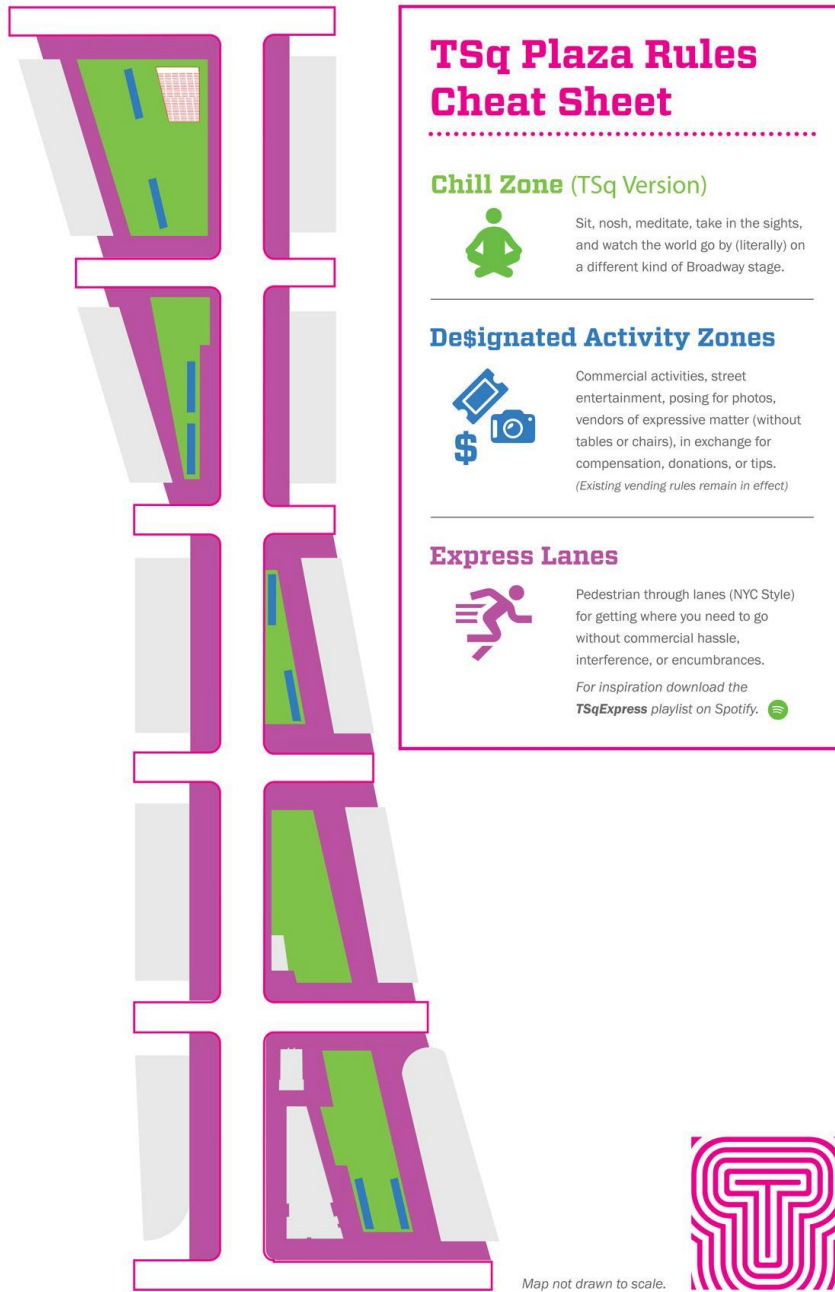 TSq Plaza Rules
Cheat Sheet
Chill Zone (TSq Version)
Sit, nosh, meditate, take in the sights,
and watch the world go by (literally) on
a different kind of Broadway stage.
De$ignated Activity Zones
Commercial activities, street
entertainment, posing for photos,
vendors of expressive matter (without
tables or chairs), in exchange for
compensation, donations, or tips.
(Existing vending rules remain in effect)
$
Express Lanes
Pedestrian through lanes (NYC Style)
for getting where you need to go
without commercial hassle,
interference, or encumbrances.
For inspiration download the
TSqExpress playlist on Spotify.
Map not drawn to scale.
T